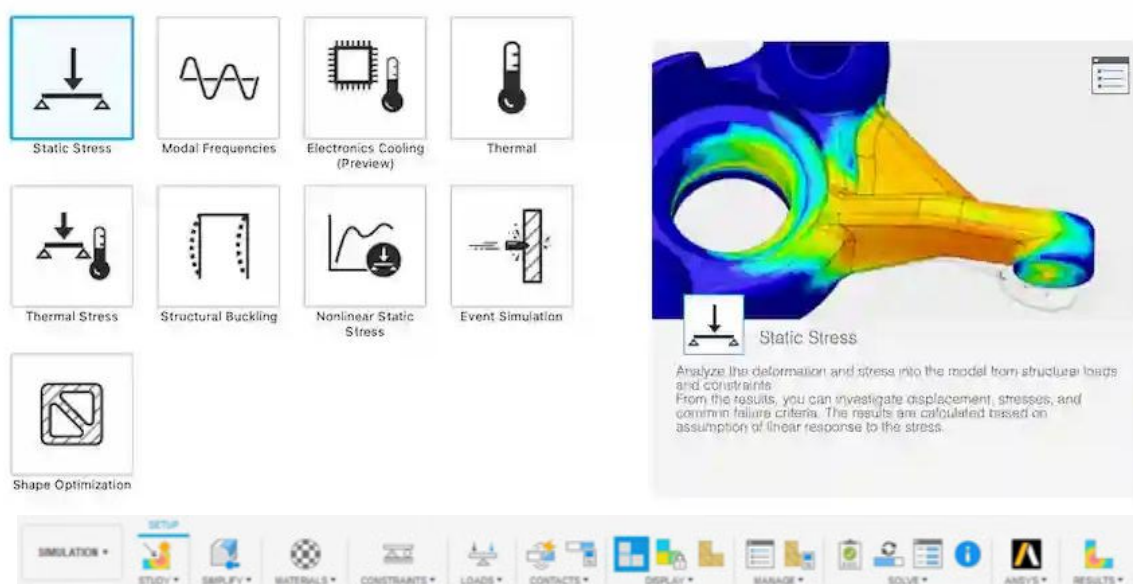 Static Stress
Modal Frequencies
Electronics Cooling
(Preview)
Thermal
Thermal Stress
Structural Buckling
Nonlinear Static
Stress
Event Simulation
Shape Optimization
Static Stress
Analyze the deformation and stress into the model from structural loads
and constraints
From the results, you can investigate displacement, stresses, and
common failure criteria. The results are calculated based on
assumption of linear response to the stress.
SETUP
SIMULATION
STUDY
SIMPLIFY
MATERIALS
CONSTRAINTS
LOADS
CONTACTS
DISPLAY
MANAGE
SOLVE
ANSYS
RESULTS